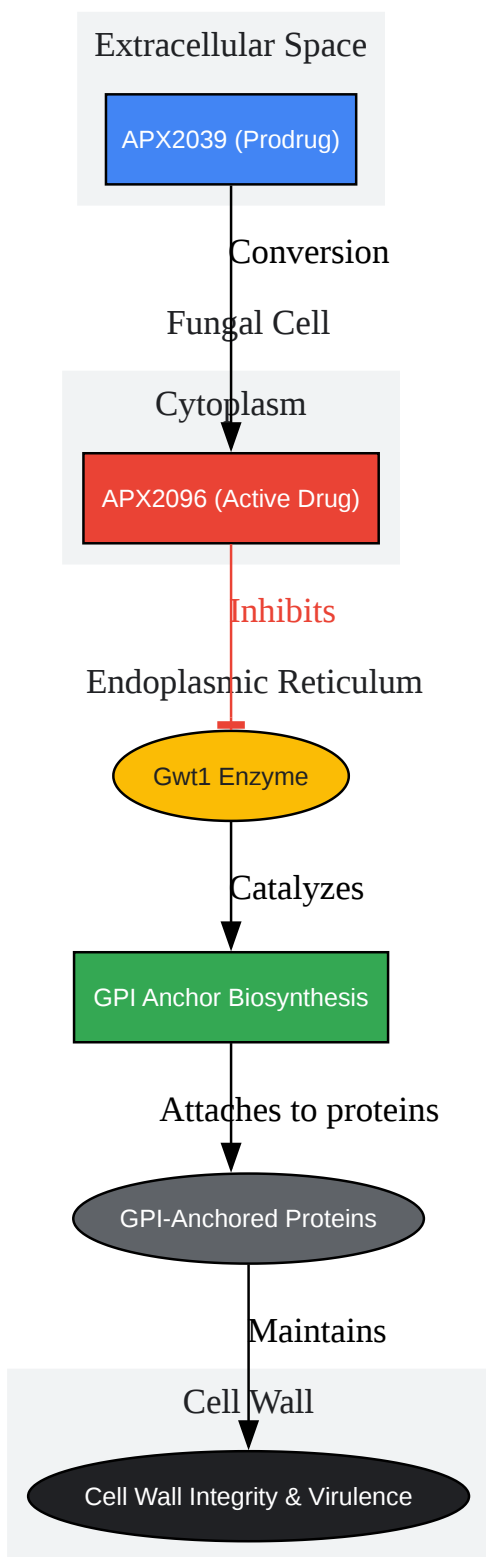 Extracellular Space
APX2039 (Prodrug)
Conversion
Fungal Cell
Cytoplasm
APX2096 (Active Drug)
Inhibits
Endoplasmic Reticulum
Gwt1 Enzyme
Catalyzes
GPI Anchor Biosynthesis
Attaches to proteins
GPI-Anchored Proteins
Maintains
Cell Wall
Cell Wall Integrity & Virulence